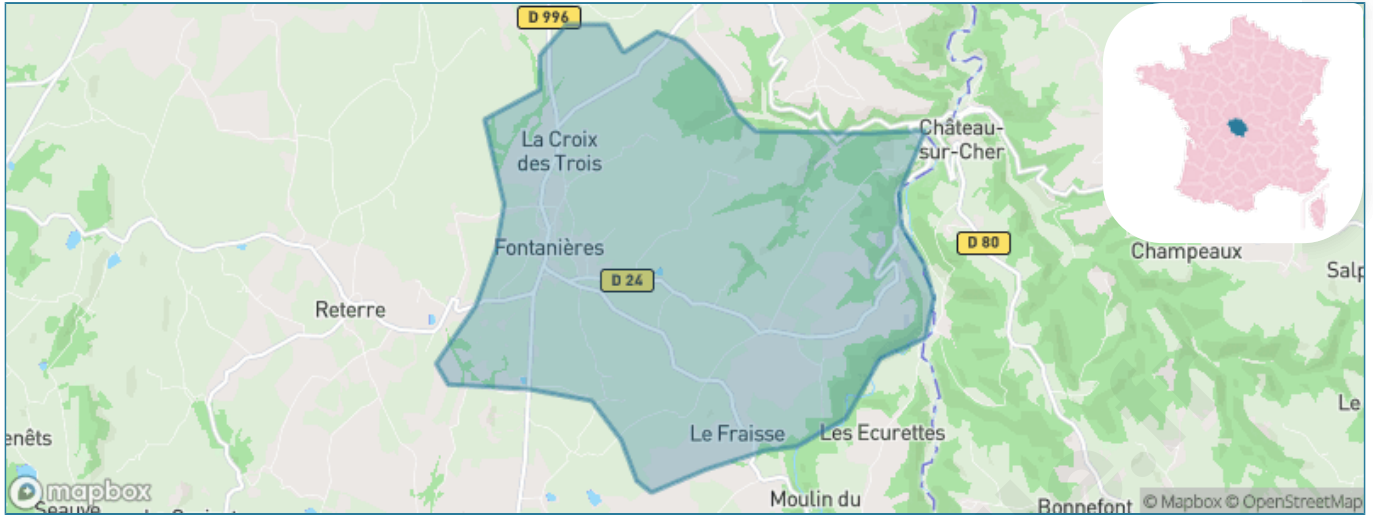 D 996
La Croix
des Trois
Château-
sur-Cher
Fontanières
D 80
Champeaux
D 24
Salp
Reterre
Le
enêts
Le Fraisse
Les Ecurettes
mapbox
Moulin du
Bonnefont
© Mapbox © OpenStreetMap